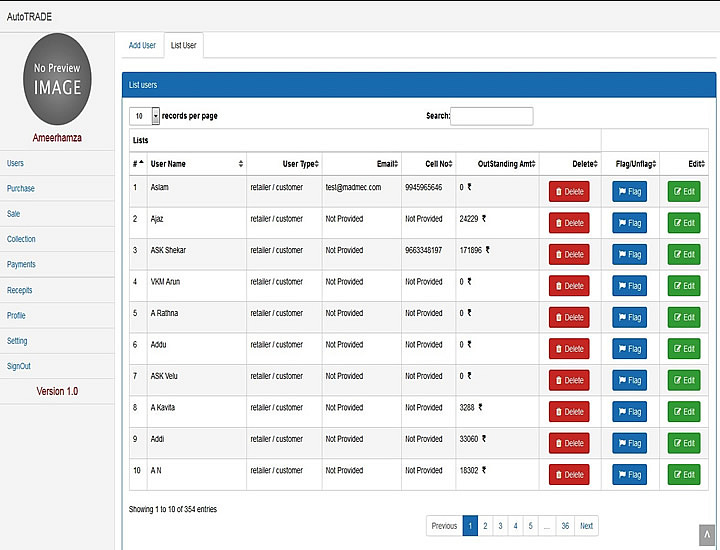 AutoTRADE
No Preview
IMAGE
Ameerhamza
Users
Purchase
Sale
Collection
Payments
Recepits
Profile
Setting
SignOut
Version 1.0
Add User List User
List users
10 records per page Search:
Lists
# User Name User Type Email Cell No OutStanding Amt Delete Flag/Unflag Edit
1 Aslam retailer / customer test@madmec.com 9945965646 0 ₹ Delete Flag Edit
2 Ajaz retailer / customer Not Provided Not Provided 24229 ₹ Delete Flag Edit
3 ASK Shekar retailer / customer Not Provided 9663348197 171896 ₹ Delete Flag Edit
4 VKM Arun retailer / customer Not Provided Not Provided 0 ₹ Delete Flag Edit
5 A Rathna retailer / customer Not Provided Not Provided 0 ₹ Delete Flag Edit
6 Addu retailer / customer Not Provided Not Provided 0 ₹ Delete Flag Edit
7 ASK Velu retailer / customer Not Provided Not Provided 0 ₹ Delete Flag Edit
8 A Kavita retailer / customer Not Provided Not Provided 3288 ₹ Delete Flag Edit
9 Addi retailer / customer Not Provided Not Provided 33060 ₹ Delete Flag Edit
10 A N retailer / customer Not Provided Not Provided 18302 ₹ Delete Flag Edit
Showing 1 to 10 of 354 entries
Previous 1 2 3 4 5 ... 36 Next